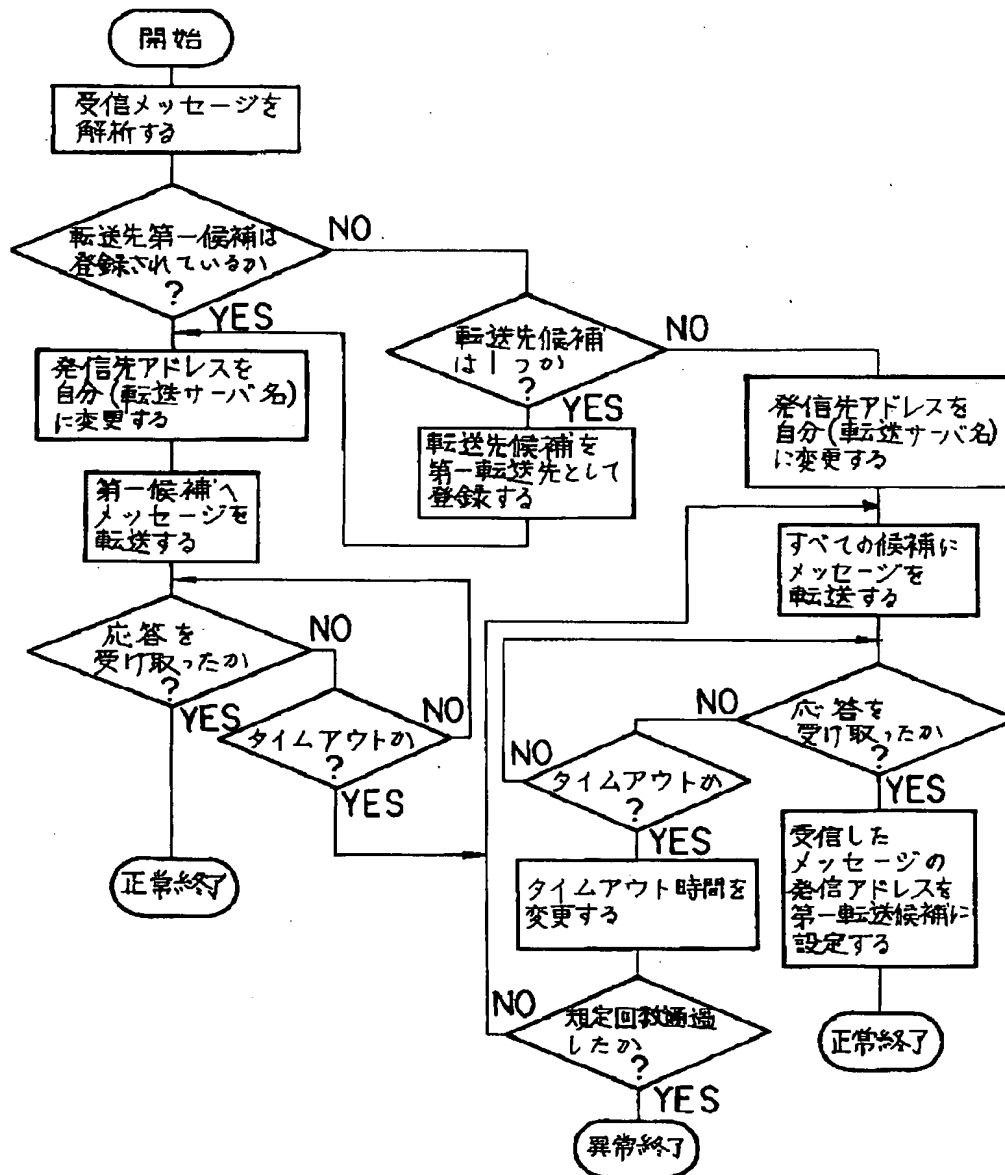 開始
受信メッセージを
解析する
転送先第一候補は
登録されているか
?
NO
YES
転送先候補
は1つか
?
NO
YES
発信先アドレスを
自分(転送サーバ名)
に変更する
転送先候補を
第一転送先として
登録する
発信先アドレスを
自分(転送サーバ名)
に変更する
第一候補へ
メッセージを
転送する
すべての候補に
メッセージを
転送する
応答を
受け取ったか
?
NO
YES
タイムアウトか
?
NO
YES
正常終了
応答を
受け取ったか
?
NO
YES
タイムアウトか
?
NO
YES
タイムアウト時間を
変更する
受信した
メッセージの
発信アドレスを
第一転送候補に
設定する
規定回数通過
したか
?
NO
YES
正常終了
異常終了